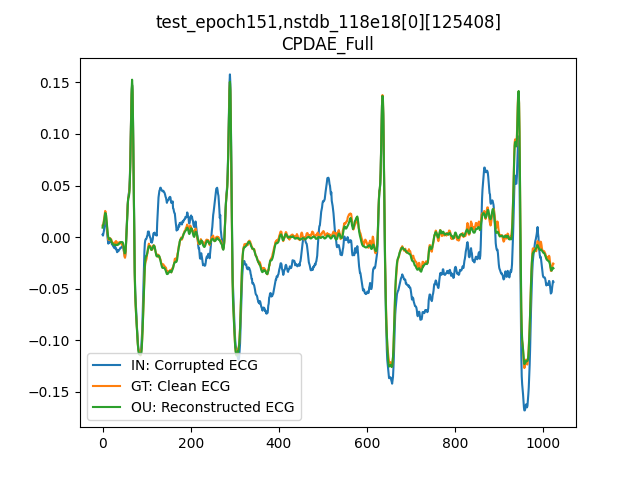 test_epoch151,nstdb_118e18[0][125408]
CPDAE_Full
0.15
0.10
0.05
0.00
−0.05
−0.10
−0.15
IN: Corrupted ECG
GT: Clean ECG
OU: Reconstructed ECG
0
200
400
600
800
1000